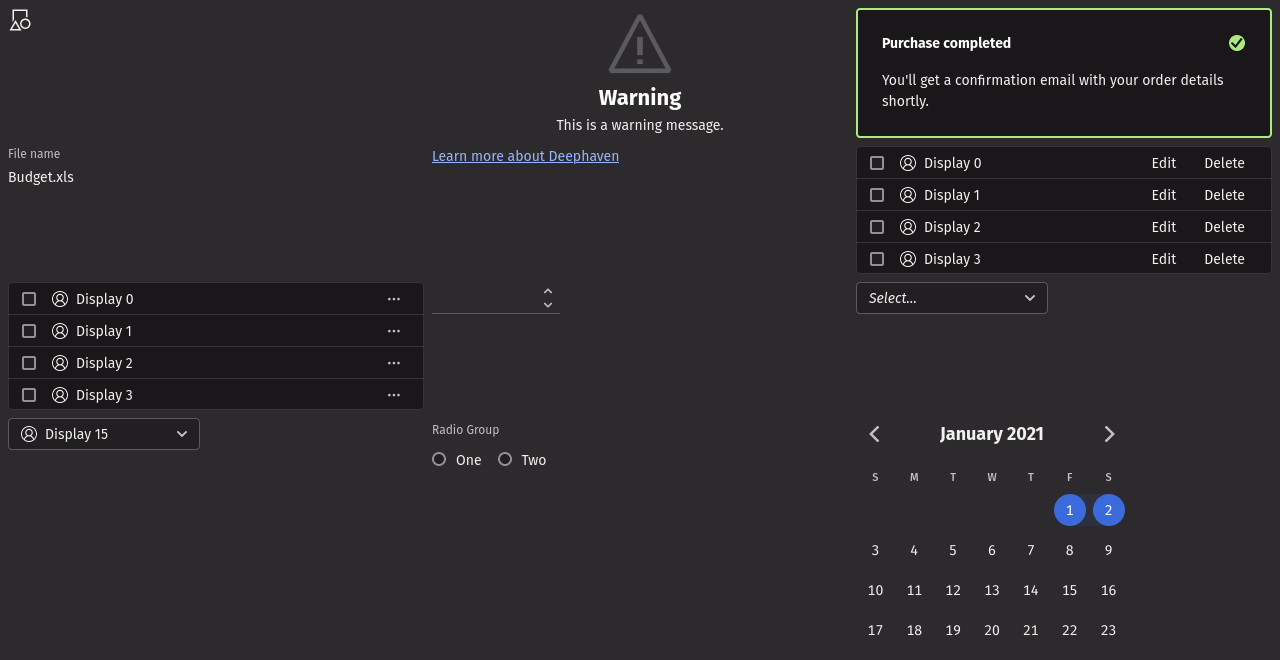 Warning
This is a warning message.
Purchase completed
You'll get a confirmation email with your order details
shortly.
File name
Budget.xls
Learn more about Deephaven
Display 0 Edit Delete
Display 1 Edit Delete
Display 2 Edit Delete
Display 3 Edit Delete
Display 0
Display 1
Display 2
Display 3
Select...
Display 15
Radio Group
One Two
January 2021
S M T W T F S
1 2
3 4 5 6 7 8 9
10 11 12 13 14 15 16
17 18 19 20 21 22 23